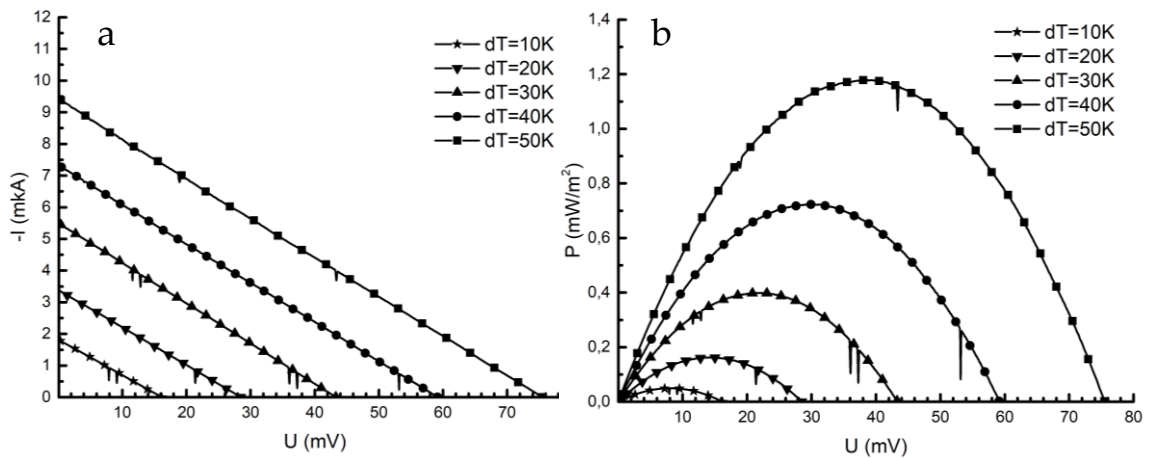 a
12
11
10
9
8
7
6
5
4
3
2
1
0
-I (mkA)
10 20 30 40 50 60 70
U (mV)
dT=10K
dT=20K
dT=30K
dT=40K
dT=50K
b
1,4
1,2
1,0
0,8
0,6
0,4
0,2
0,0
P (mW/m²)
0 10 20 30 40 50 60 70 80
U (mV)
dT=10K
dT=20K
dT=30K
dT=40K
dT=50K